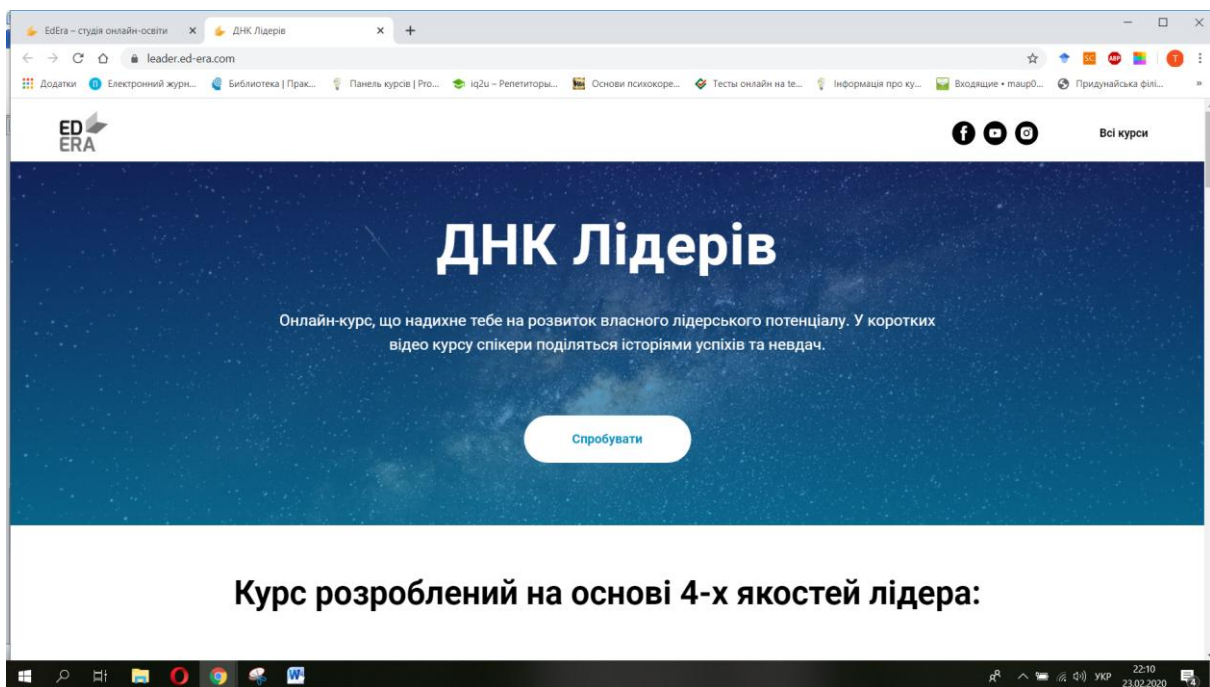 EdEra – студія онлайн-освіти
ДНК Лідерів
leader.ed-era.com
SC
ABP
T
Додатки
Електронний журн...
Библиотека | Прак...
Панель курсів | Pro...
iq2u – Репетиторы...
Основи психокоре...
Тесты онлайн на te...
Інформація про ку...
Входящие • maup0...
Придунайська філі...
ED
ERA
Всі курси
ДНК Лідерів
Онлайн-курс, що надихне тебе на розвиток власного лідерського потенціалу. У коротких
відео курсу спікери поділяться історіями успіхів та невдач.
Спробувати
Курс розроблений на основі 4-х якостей лідера:
УКР
22:10
23.02.2020
4